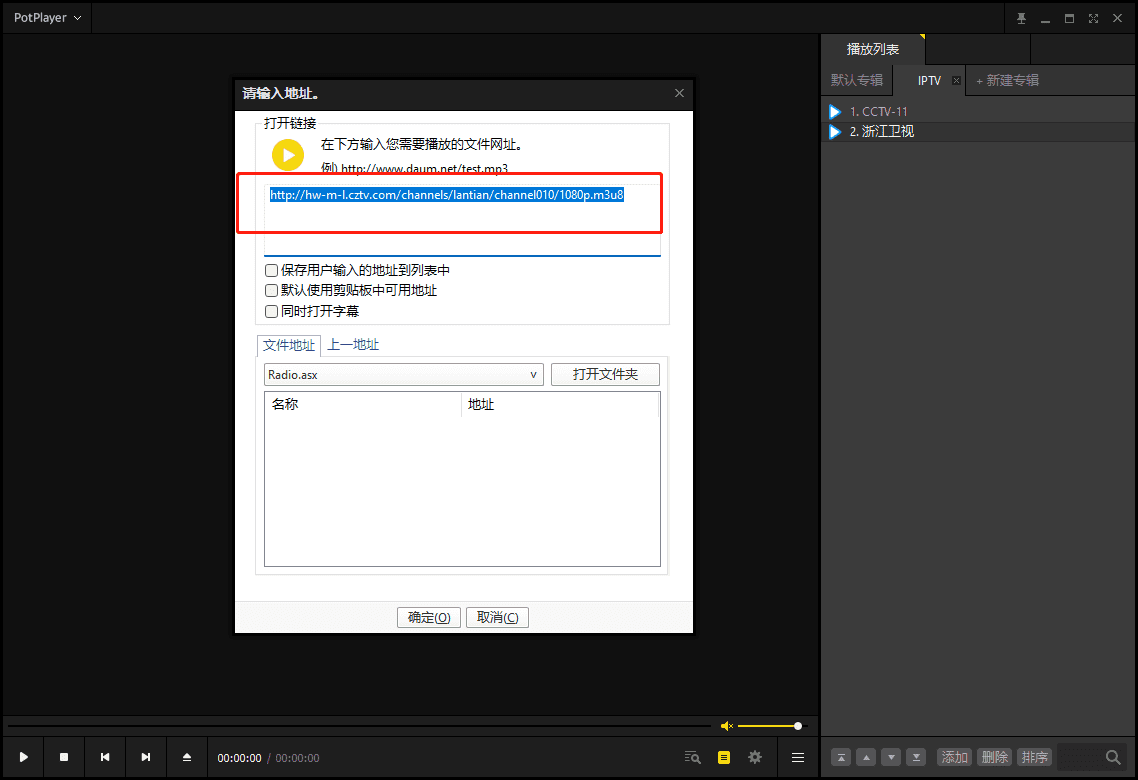 PotPlayer
播放列表
默认专辑
IPTV
+ 新建专辑
1. CCTV-11
2. 浙江卫视
请输入地址。
打开链接
在下方输入您需要播放的文件网址。
例) http://www.daum.net/test.mp3
http://hw-m-l.cztv.com/channels/lantian/channel010/1080p.m3u8
保存用户输入的地址到列表中
默认使用剪贴板中可用地址
同时打开字幕
文件地址 上一地址
Radio.asx
打开文件夹
名称 地址
确定(O) 取消(C)
00:00:00 / 00:00:00
添加 删除 排序